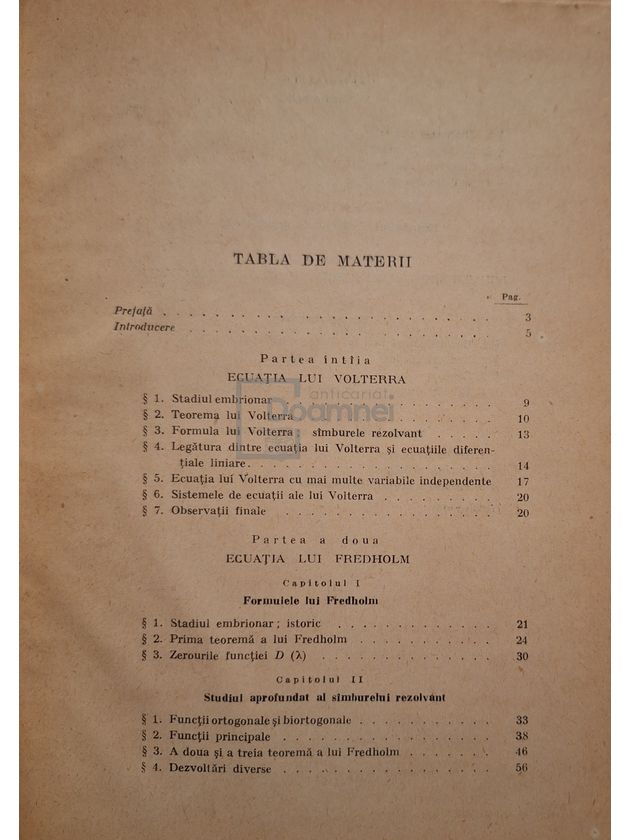 TABLA DE MATERII
Pag.
Prefață . . . . . . . . . . . . . . . . 3
Introducere . . . . . . . . . . . . . . . . 5
Partea întîia
ECUAȚIA LUI VOLTERRA
§ 1. Stadiul embrionar . . . . . . . . . . 9
§ 2. Teorema lui Volterra . . . . . . . . . . 10
§ 3. Formula lui Volterra; sîmburele rezolvant . . . . . 13
§ 4. Legătura dintre ecuația lui Volterra și ecuațiile diferen-
țiale liniare . . . . . . . . . . 14
§ 5. Ecuația lui Volterra cu mai multe variabile independente 17
§ 6. Sistemele de ecuații ale lui Volterra . . . . . . . . 20
§ 7. Observații finale . . . . . . . . . . 20
Partea a doua
ECUAȚIA LUI FREDHOLM
Capitolul I
Formulele lui Fredholm
§ 1. Stadiul embrionar; istoric . . . . . . . . . . 21
§ 2. Prima teoremă a lui Fredholm . . . . . . . . . . 24
§ 3. Zerourile funcției D (λ) . . . . . . . . . . 30
Capitolul II
Studiul aprofundat al sîmburelui rezolvant
§ 1. Funcții ortogonale și biortogonale . . . . . . . . . . 33
§ 2. Funcții principale . . . . . . . . . . 38
§ 3. A doua și a treia teoremă a lui Fredholm . . . . . . . 46
§ 4. Dezvoltări diverse . . . . . . . . . . 56
anticariat
Doamnei